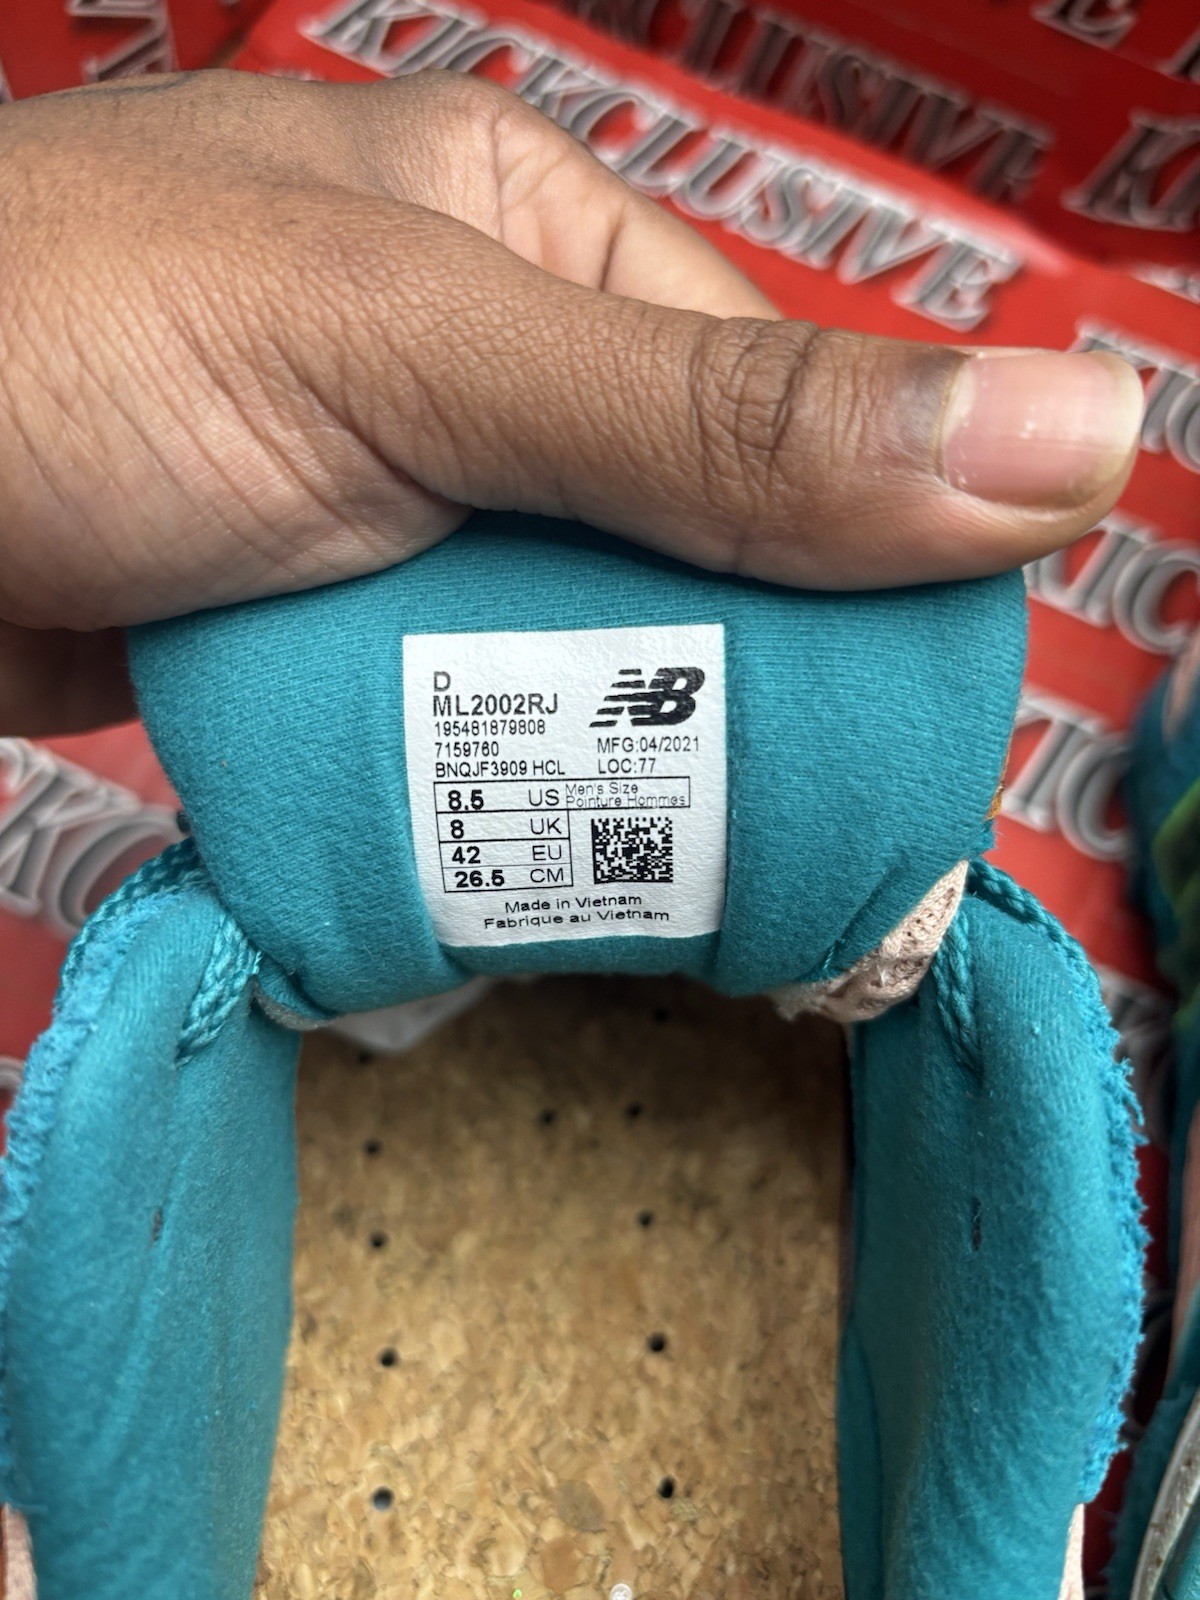 KICKCLUSIVE
D
ML2002RJ
195481879808
7159760
BNQJF3909 HCL
NB
MFG:04/2021
LOC:77
8.5 US Men's Size
Pointure Hommes
8 UK
42 EU
26.5 CM
Made in Vietnam
Fabrique au Vietnam